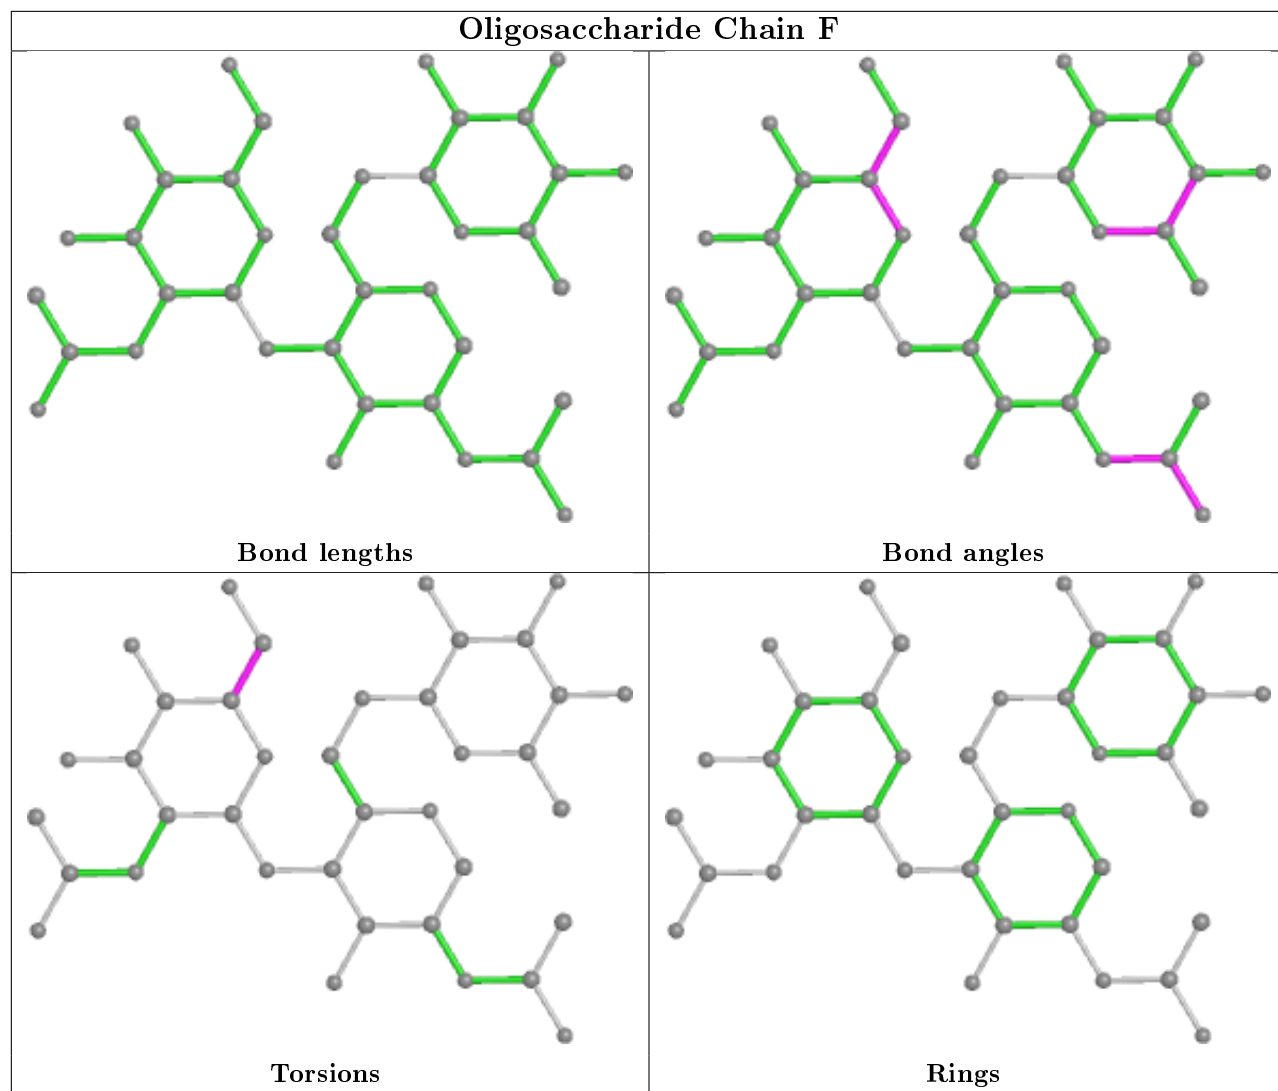 Oligosaccharide Chain F
Bond lengths
Bond angles
Torsions
Rings